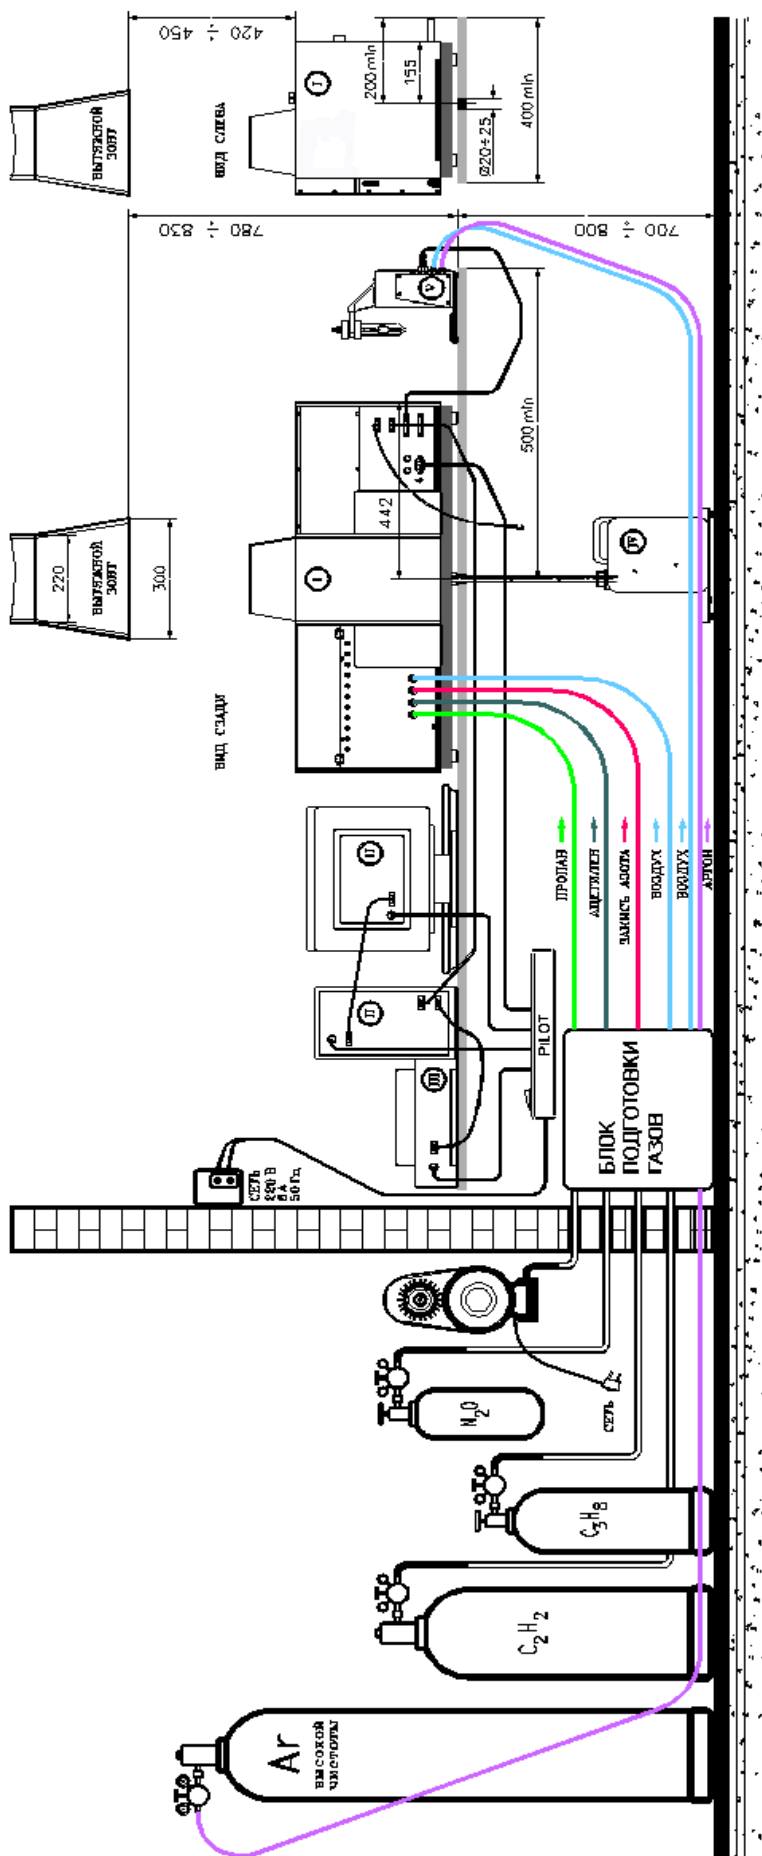 Ar
ВЫСОКОЙ
ЧИСТОТЫ
C2H2
C3H8
N2O
СЕТЬ
СЕТЬ
220 В
6 А
50 Гц
БЛОК
ПОДГОТОВКИ
ГАЗОВ
PILOT
III
II
II
ПРОПАН
АЦЕТИЛЕН
ЗАКИСЬ АЗОТА
ВОЗДУХ
ВОЗДУХ
АРГОН
ВИД СЗАДИ
220
ВЫТЯЖНОЙ
ЗОНТ
300
I
442
IV
500 min
V
780 ÷ 830
700 ÷ 800
ВЫТЯЖНОЙ
ЗОНТ
420 ÷ 450
ВИД СЛЕВА
I
200 min
155
Ø20÷25
400 min